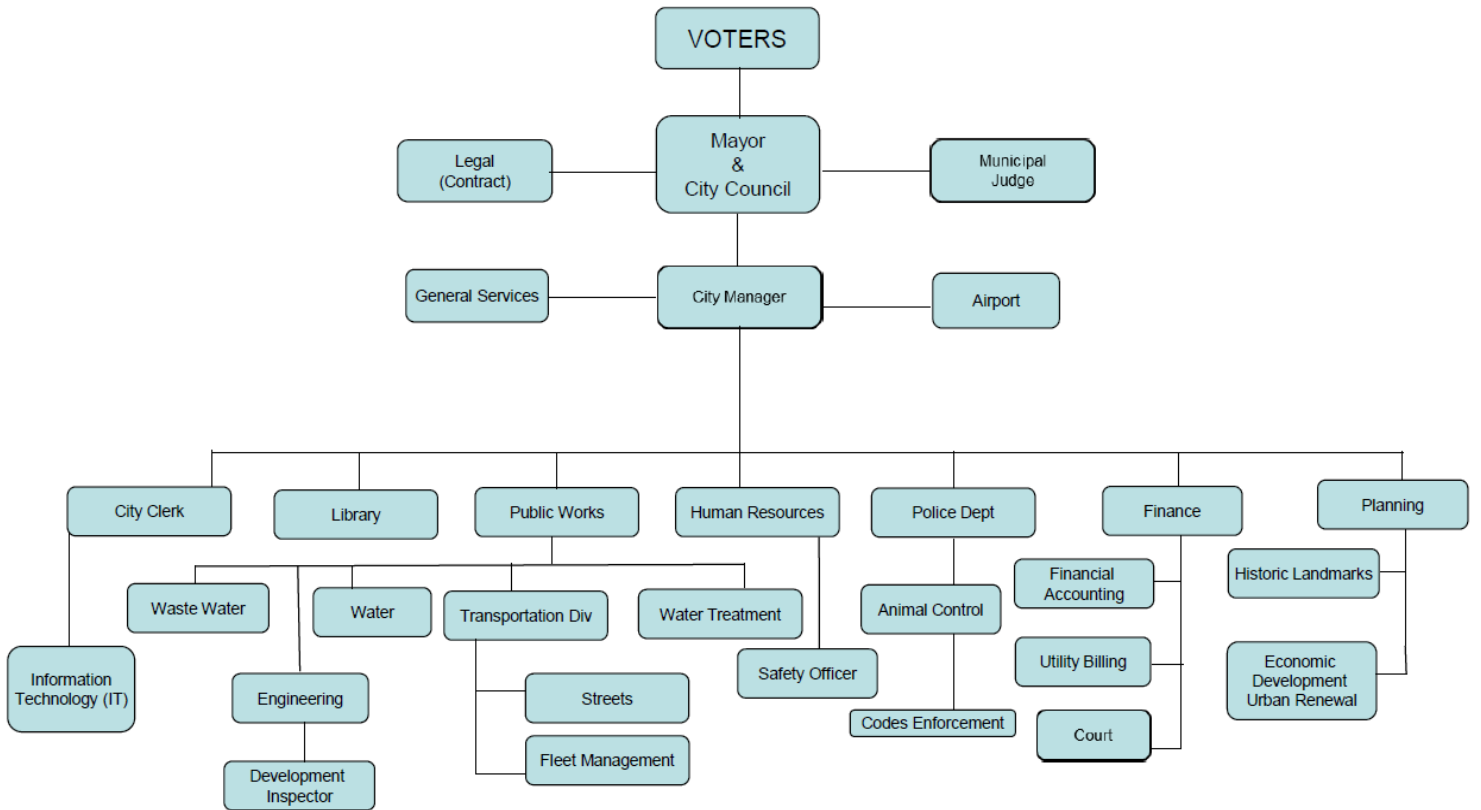 VOTERS
Mayor
&
City Council
Legal
(Contract)
Municipal
Judge
General Services
City Manager
Airport
City Clerk
Library
Public Works
Human Resources
Police Dept
Finance
Planning
Waste Water
Water
Transportation Div
Water Treatment
Animal Control
Financial
Accounting
Historic Landmarks
Information
Technology (IT)
Engineering
Streets
Safety Officer
Utility Billing
Economic
Development
Urban Renewal
Codes Enforcement
Court
Fleet Management
Development
Inspector